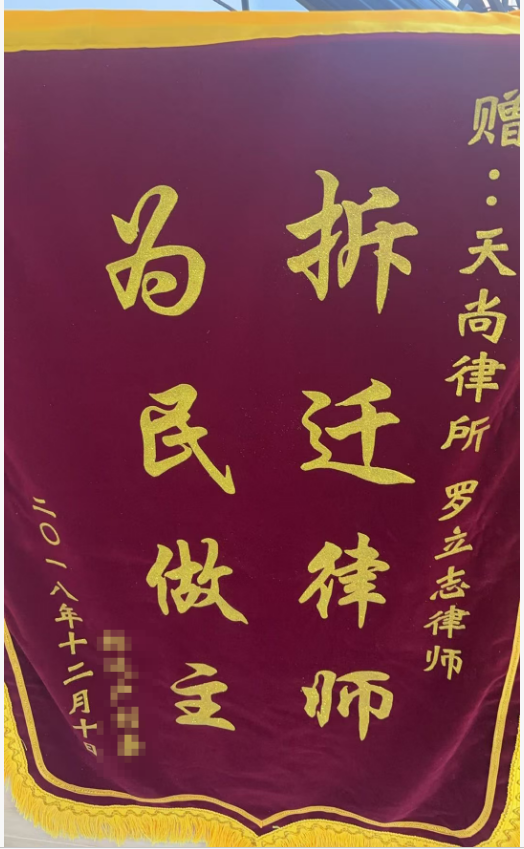 赠：天尚律所 罗立志律师
拆迁律师
为民做主
二〇一八年十二月十日